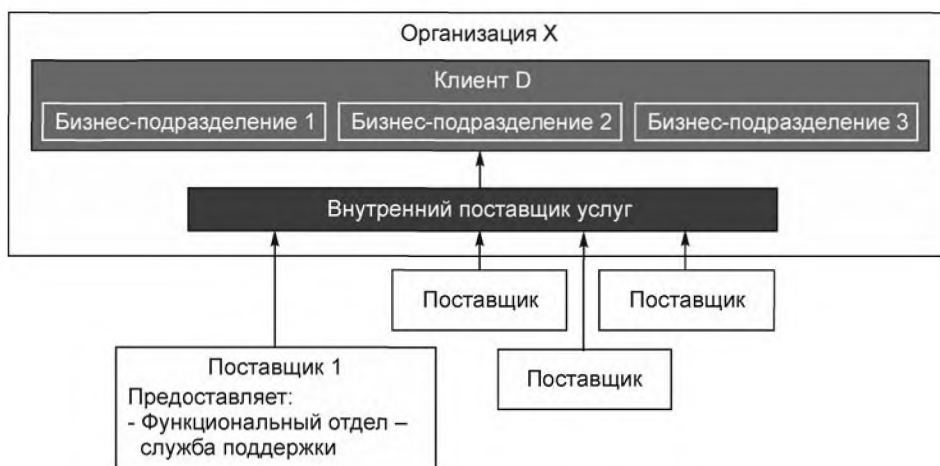 Организация X
Клиент D
Бизнес-подразделение 1
Бизнес-подразделение 2
Бизнес-подразделение 3
Внутренний поставщик услуг
Поставщик
Поставщик
Поставщик 1
Предоставляет:
- Функциональный отдел –
служба поддержки
Поставщик